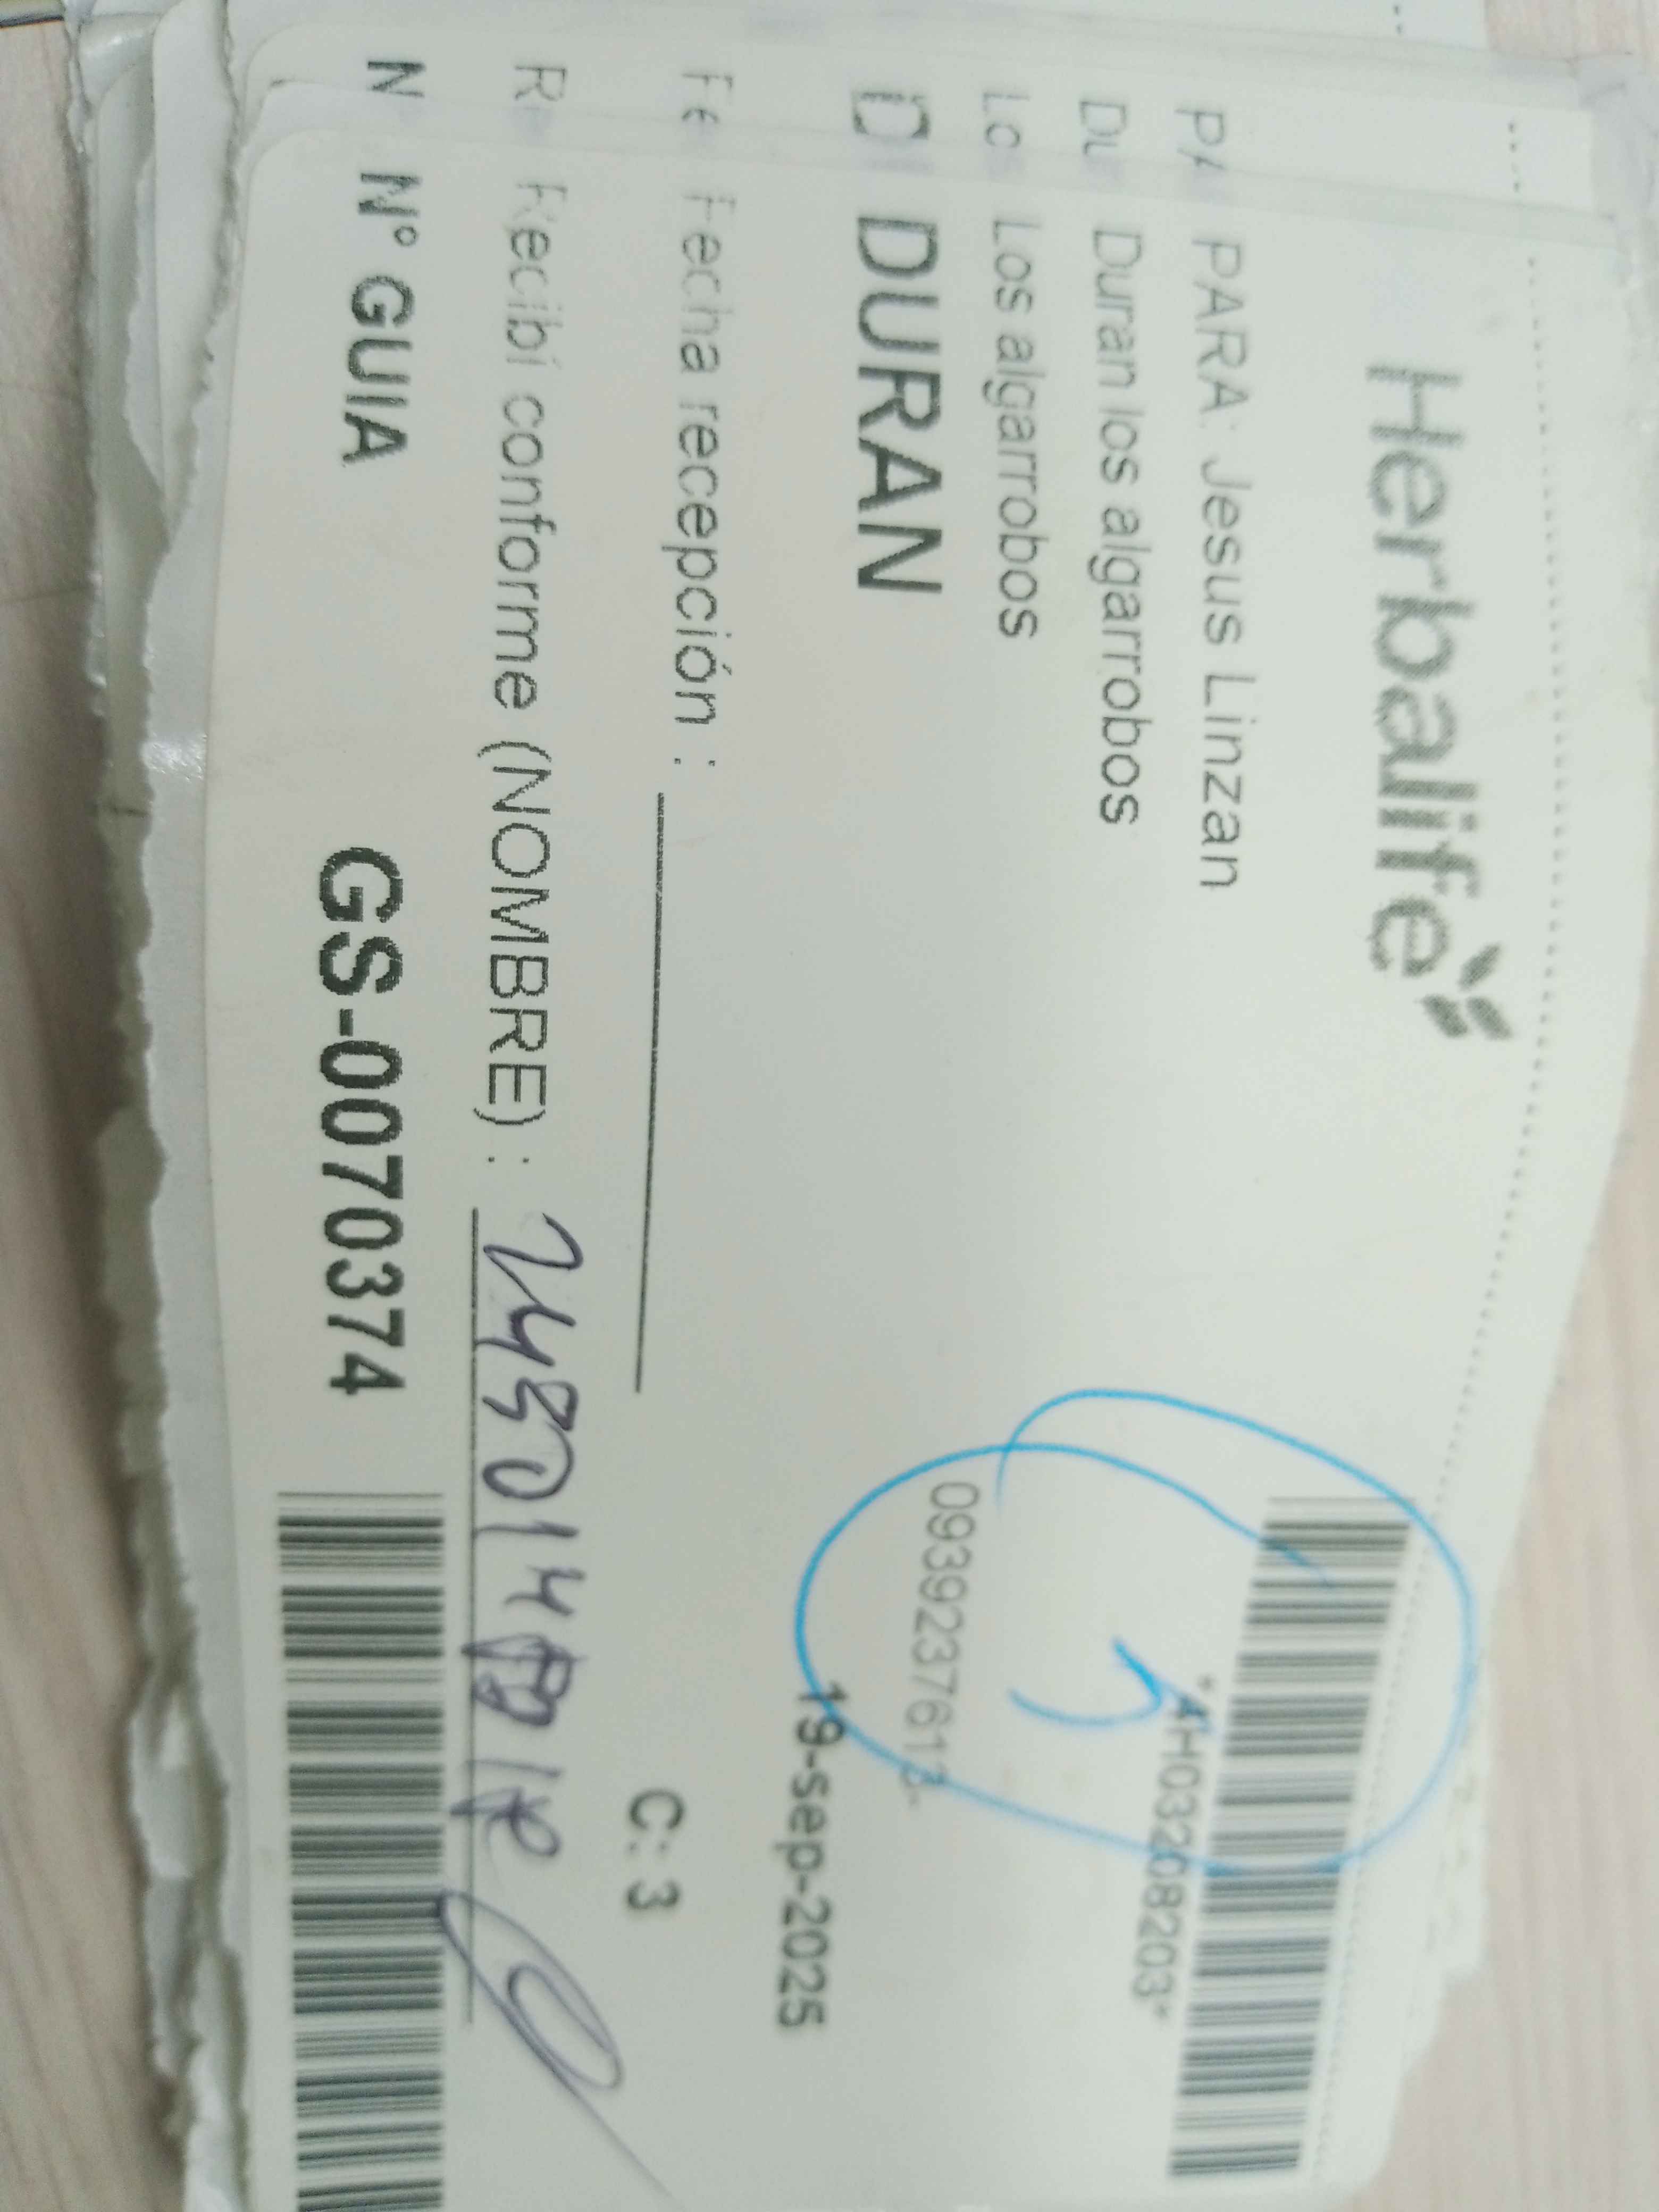 Herbalife
*4H03208203*
PARA: Jesus Linzan
Duran los algarrobos
Los algarrobos
0939237613-
DURAN
19-sep-2025
Fecha recepción :
C: 3
Recibí conforme (NOMBRE) :
N° GUIA GS-0070374